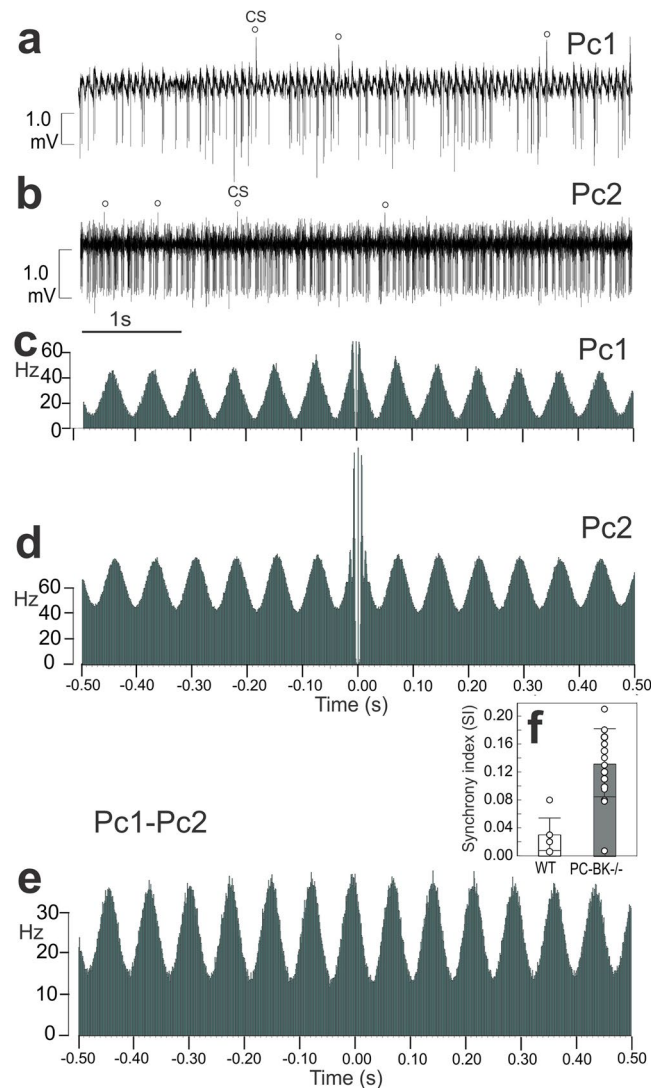 a
CS
Pc1
1.0
mV
b
CS
Pc2
1.0
mV
1s
c
Pc1
60
Hz
40
20
0
d
Pc2
60
Hz
40
20
0
-0.50 -0.40 -0.30 -0.20 -0.10 0.00 0.10 0.20 0.30 0.40 0.50
Time (s)
f
Synchrony index (SI)
0.20
0.16
0.12
0.08
0.04
0.00
WT PC-BK-/-
Pc1-Pc2
e
30
Hz
20
10
0
-0.50 -0.40 -0.30 -0.20 -0.10 0.00 0.10 0.20 0.30 0.40 0.50
Time (s)